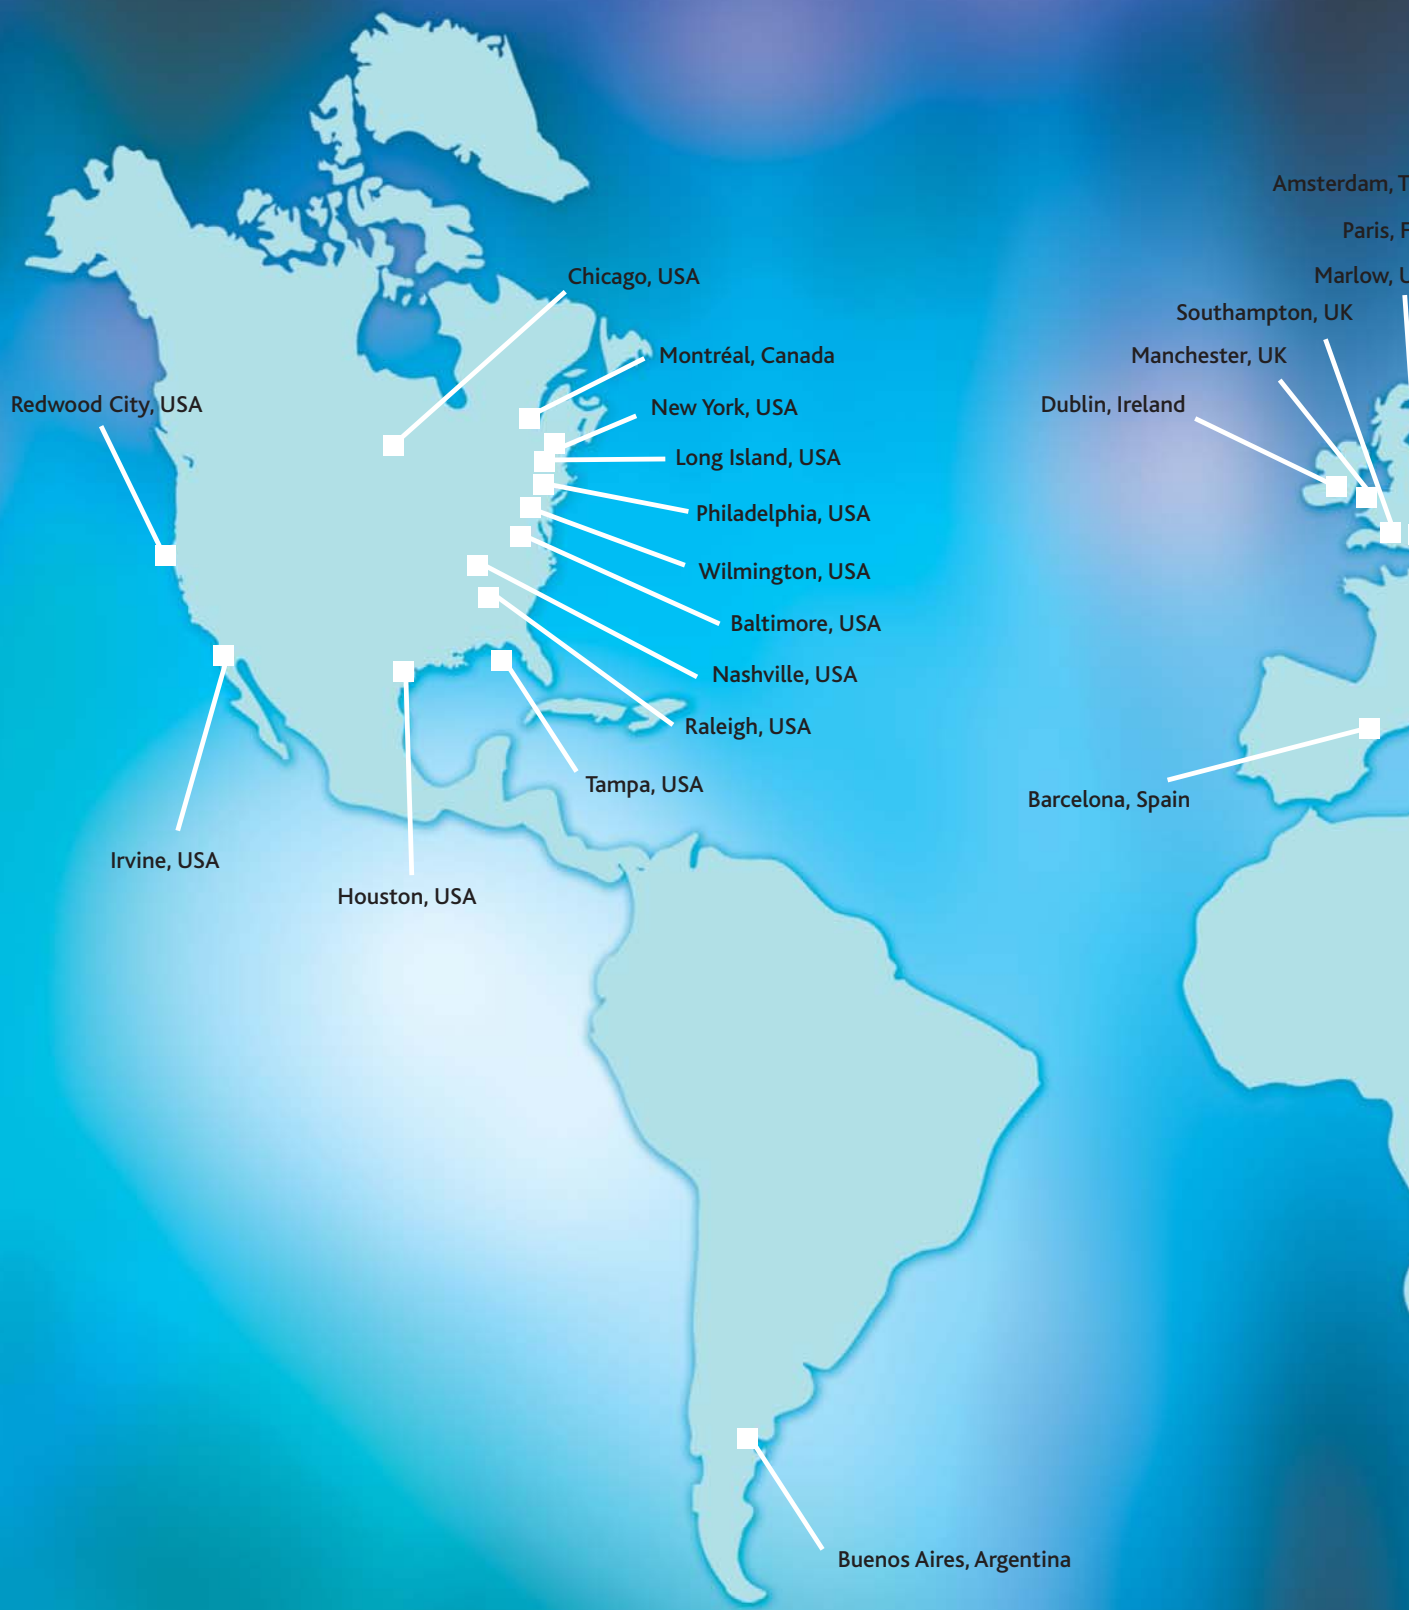 Amsterdam,
Paris,
Chicago, USA
Marlow,
Southampton, UK
Montréal, Canada
Manchester, UK
Redwood City, USA
New York, USA
Dublin, Ireland
Long Island, USA
Philadelphia, USA
Wilmington, USA
Baltimore, USA
Nashville, USA
Raleigh, USA
Tampa, USA
Barcelona, Spain
Irvine, USA
Houston, USA
Buenos Aires, Argentina